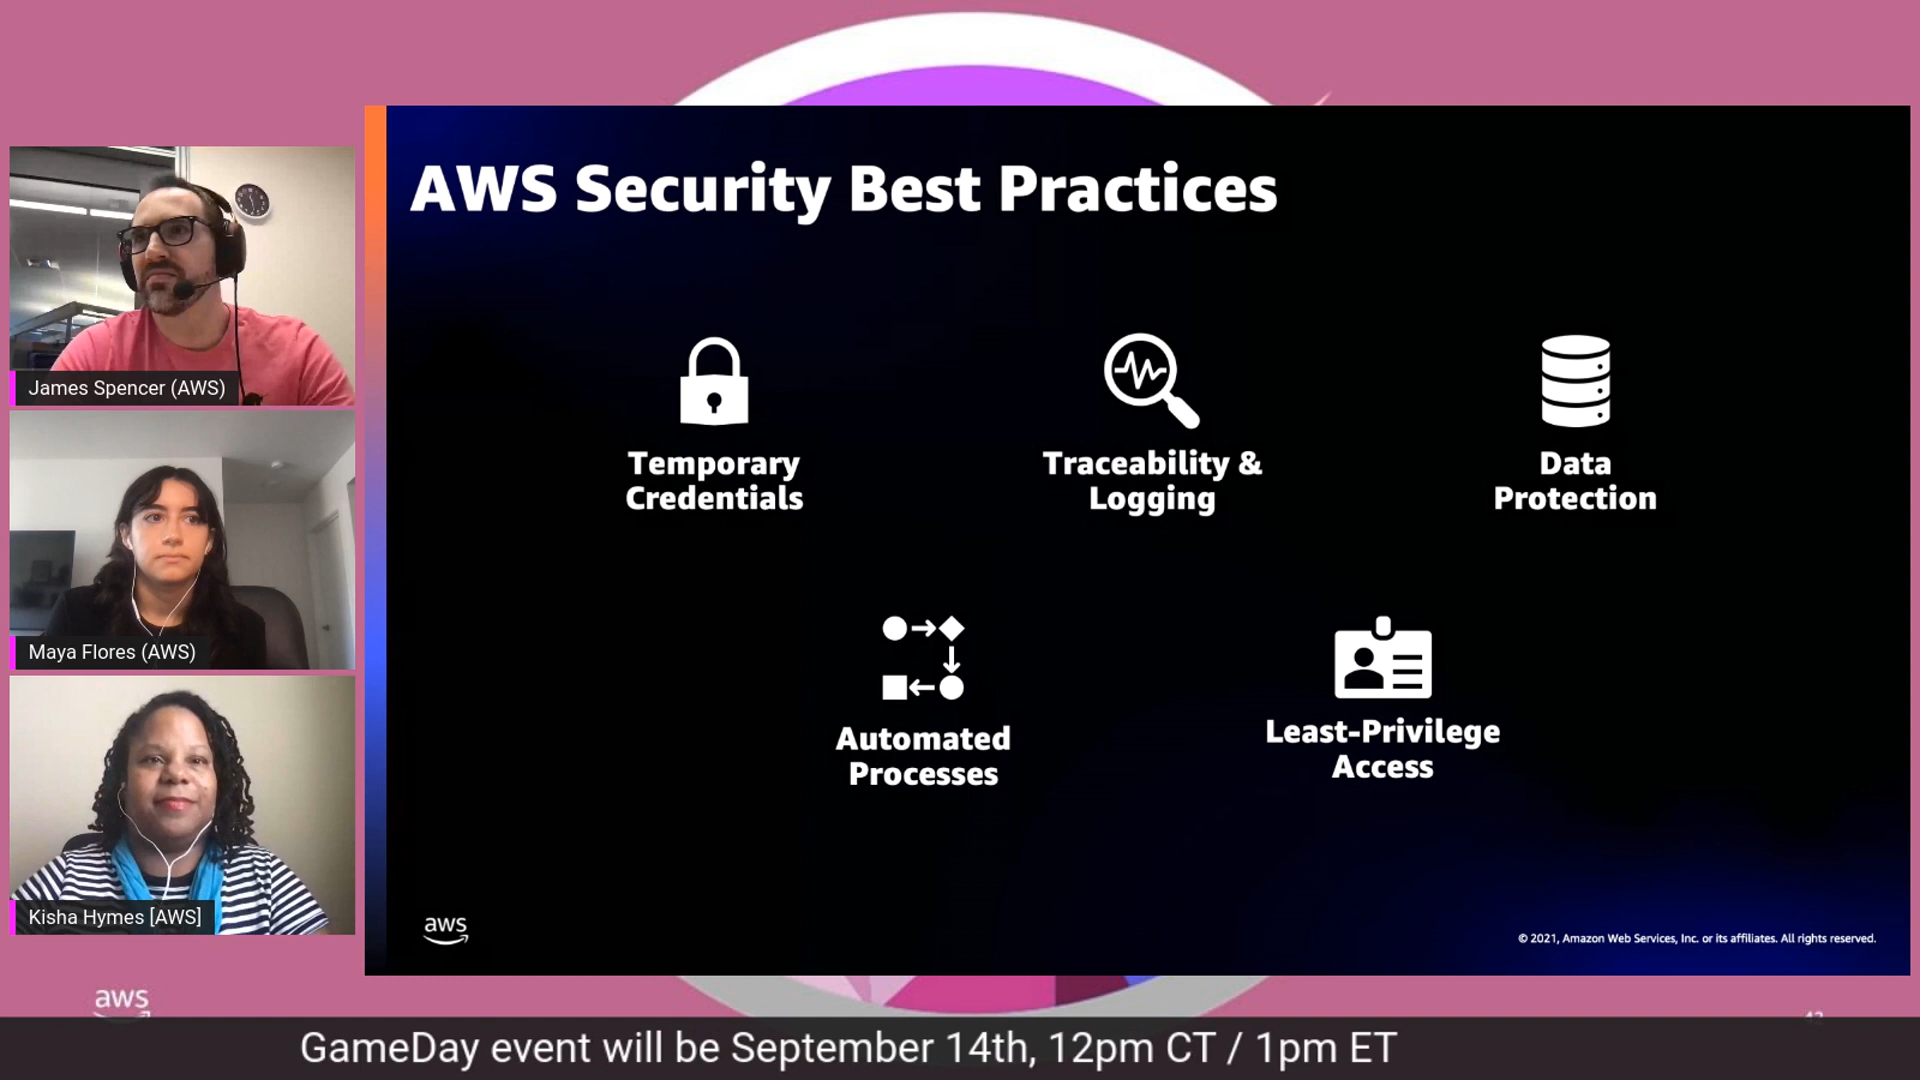 AWS Security Best Practices
James Spencer (AWS)
Temporary
Credentials
Traceability &
Logging
Data
Protection
Maya Flores (AWS)
Automated
Processes
Least-Privilege
Access
Kisha Hymes [AWS]
aws
© 2021, Amazon Web Services, Inc. or its affiliates. All rights reserved.
aws
GameDay event will be September 14th, 12pm CT / 1pm ET